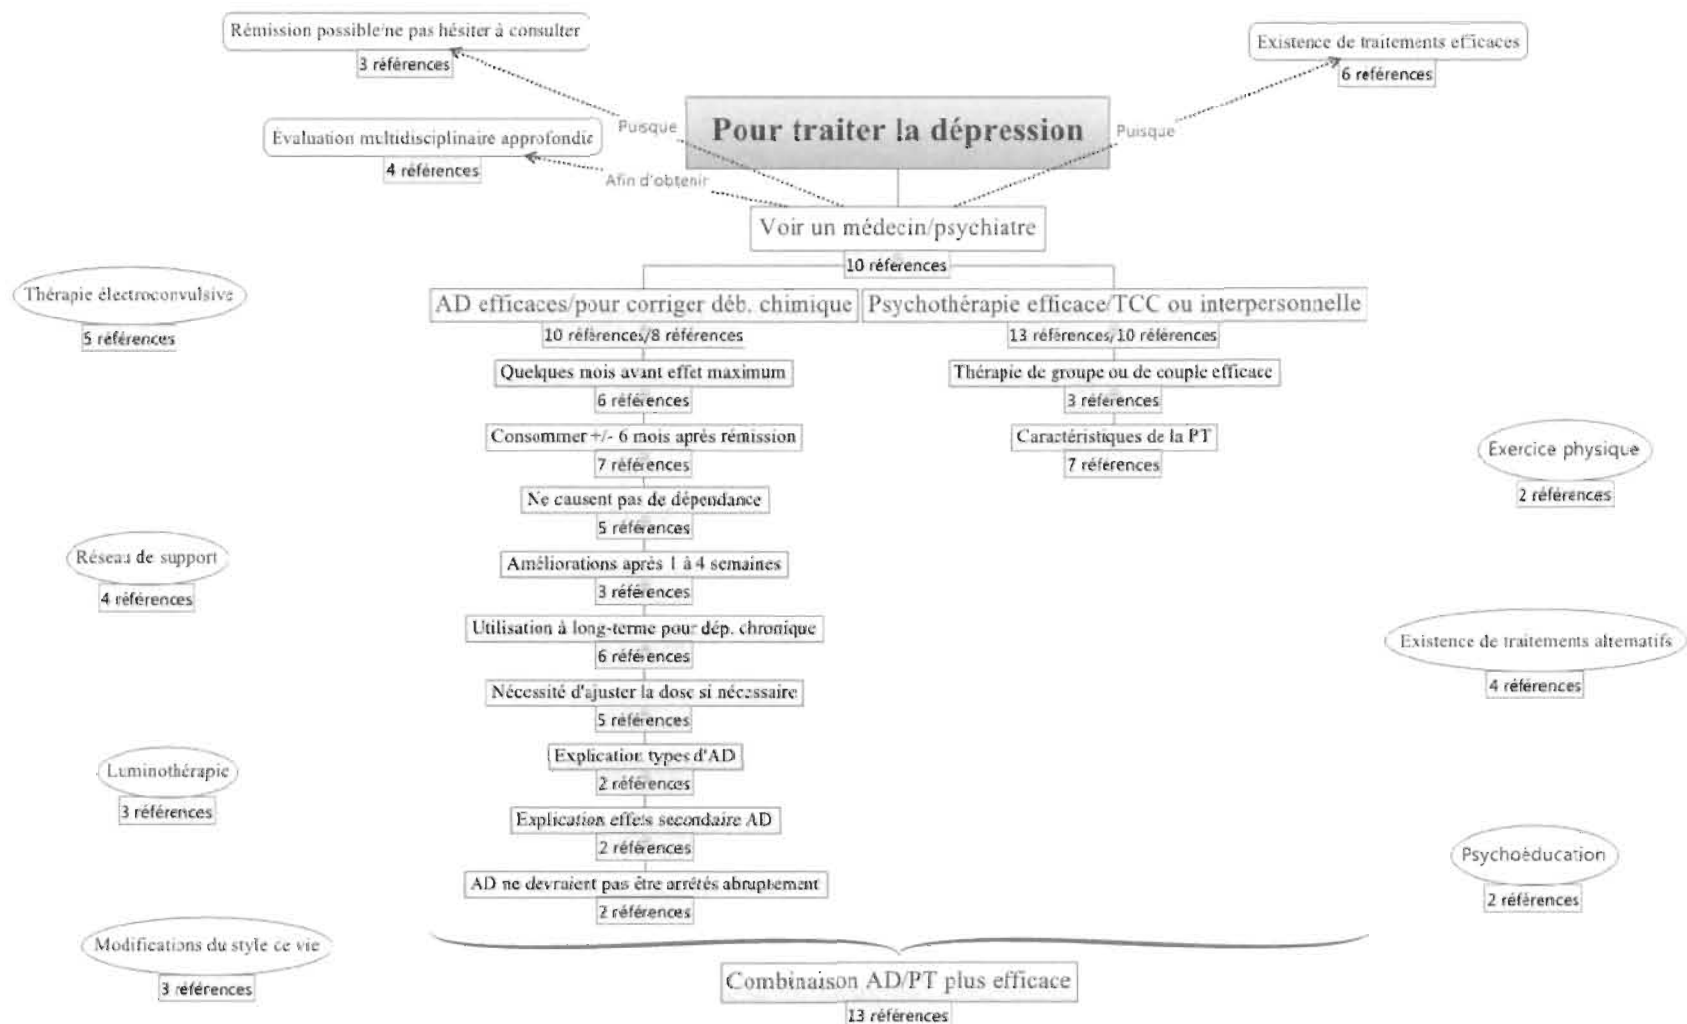 Rémission possible/ne pas hésiter à consulter
3 références
Existence de traitements efficaces
6 références
Pour traiter la dépression
Puisque
Puisque
Évaluation multidisciplinaire approfondie
4 références
Afin d'obtenir
Voir un médecin/psychiatre
10 références
Thérapie électroconvulsive
5 références
AD efficaces/pour corriger déb. chimique
10 références/8 références
Quelques mois avant effet maximum
6 références
Consommer +/- 6 mois après rémission
7 références
Ne causent pas de dépendance
5 références
Améliorations après 1 à 4 semaines
3 références
Utilisation à long-terme pour dép. chronique
6 références
Nécessité d'ajuster la dose si nécessaire
5 références
Explication types d'AD
2 références
Explication effets secondaire AD
2 références
AD ne devraient pas être arrêtés abruptement
2 références
Psychothérapie efficace/TCC ou interpersonnelle
13 références/10 références
Thérapie de groupe ou de couple efficace
3 références
Caractéristiques de la PT
7 références
Exercice physique
2 références
Réseau de support
4 références
Existence de traitements alternatifs
4 références
Luminothérapie
3 références
Psychoéducation
2 références
Modifications du style de vie
3 références
Combinaison AD/PT plus efficace
13 références